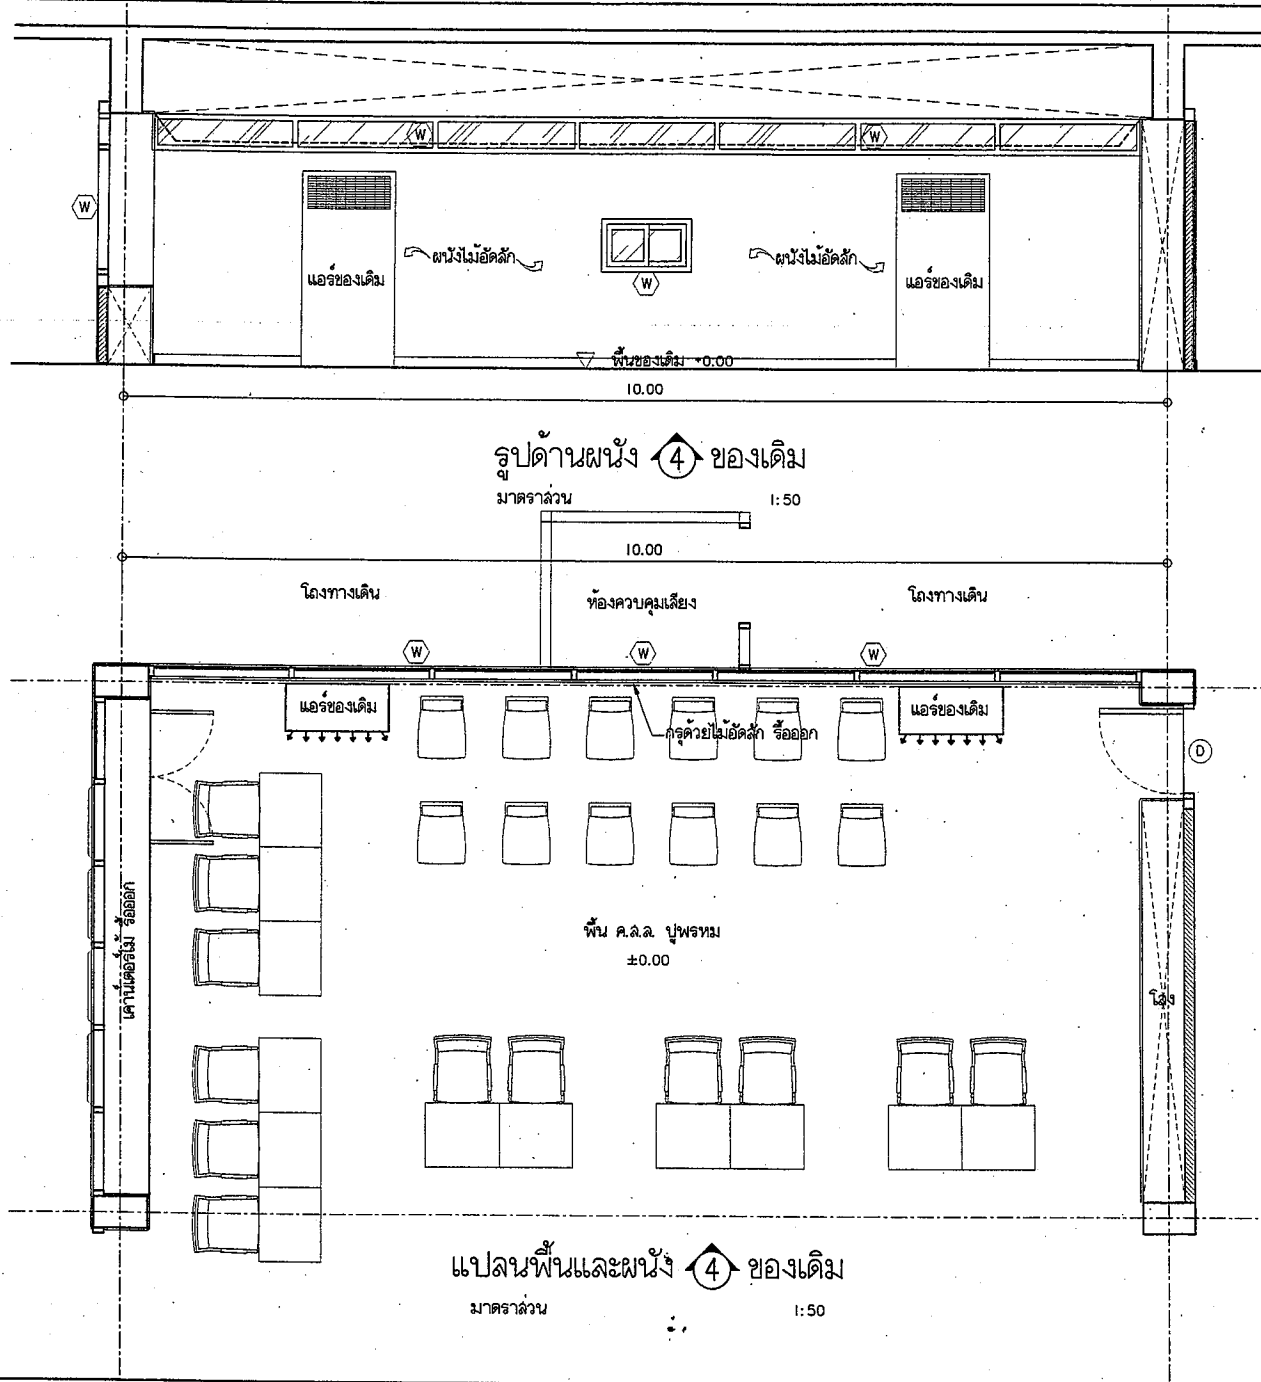 W
W
W
ผนังไม้อัดสัก
ผนังไม้อัดสัก
แอร์ของเดิม
W
แอร์ของเดิม
พื้นของเดิม +0.00
10.00
รูปด้านผนัง 4 ของเดิม
มาตราส่วน 1:50
10.00
โถงทางเดิน
ห้องควบคุมเสียง
โถงทางเดิน
W
W
W
แอร์ของเดิม
แอร์ของเดิม
กรุด้วยไม้อัดสัก รื้อออก
D
เคาน์เตอร์ไม้ รื้อออก
พื้น ค.ส.ล. ปูพรหม
±0.00
โล่ง
แปลนพื้นและผนัง 4 ของเดิม
มาตราส่วน 1:50